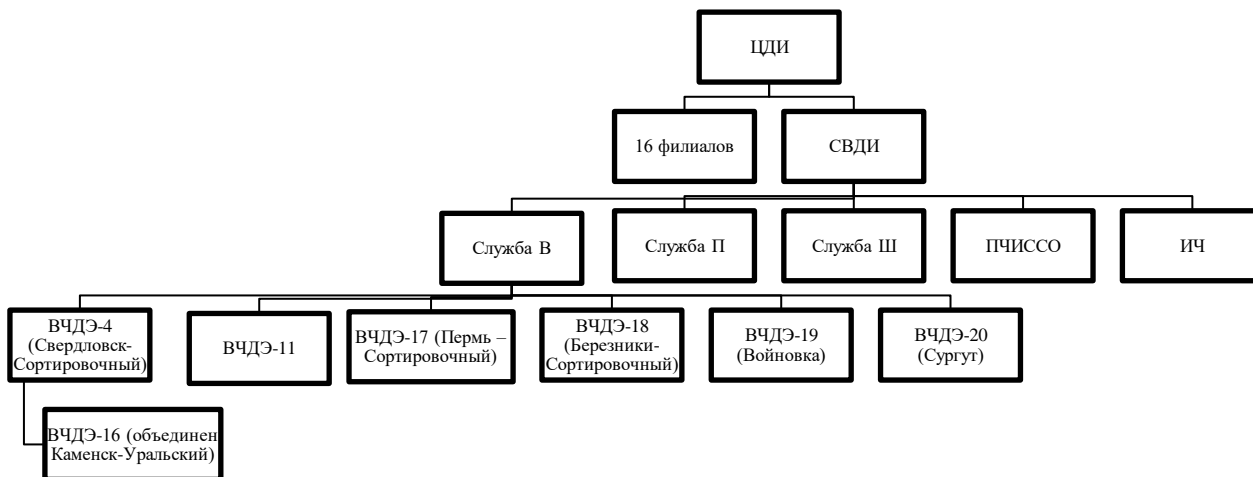 ЦДИ
16 филиалов
СВДИ
Служба В
Служба П
Служба Ш
ПЧИССО
ИЧ
ВЧДЭ-4
(Свердловск-
Сортировочный)
ВЧДЭ-11
ВЧДЭ-17 (Пермь –
Сортировочный)
ВЧДЭ-18
(Березники-
Сортировочный)
ВЧДЭ-19
(Войновка)
ВЧДЭ-20
(Сургут)
ВЧДЭ-16 (объединен
Каменск-Уральский)